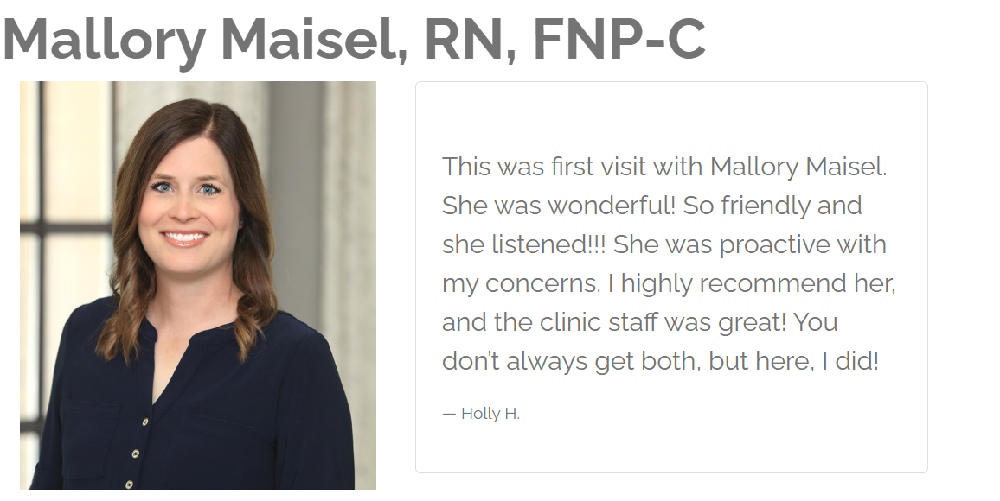 Mallory Maisel, RN, FNP-C
This was first visit with Mallory Maisel.
She was wonderful! So friendly and
she listened!!! She was proactive with
my concerns. I highly recommend her,
and the clinic staff was great! You
don’t always get both, but here, I did!
— Holly H.